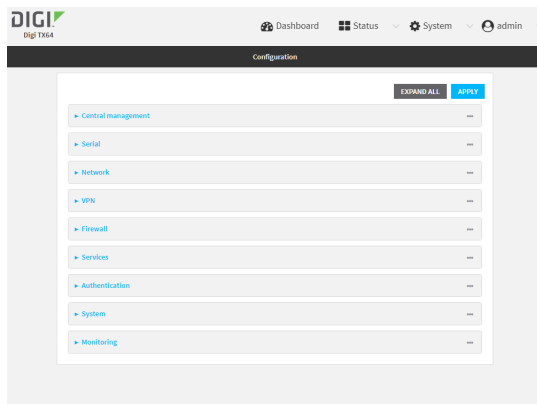 DIGI
Digi TX64
Dashboard Status System admin
Configuration
EXPAND ALL APPLY
Central management
Serial
Network
VPN
Firewall
Services
Authentication
System
Monitoring